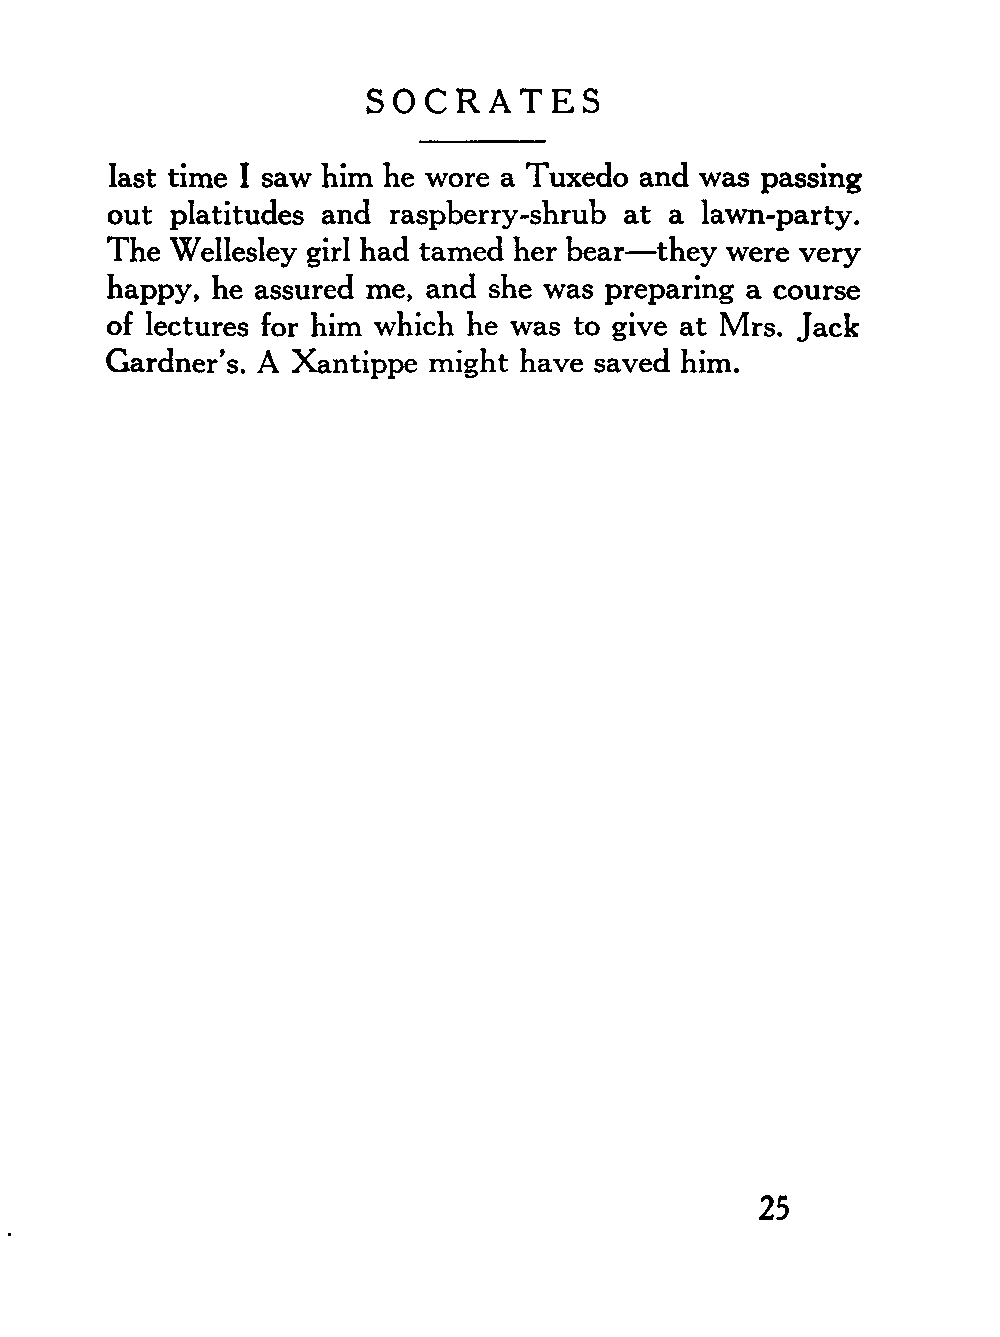 SOCRATES
last time I saw him he wore a Tuxedo and was passing
out platitudes and raspberry-shrub at a lawn-party.
The Wellesley girl had tamed her bear—they were very
happy, he assured me, and she was preparing a course
of lectures for him which he was to give at Mrs. Jack
Gardner's. A Xantippe might have saved him.
25